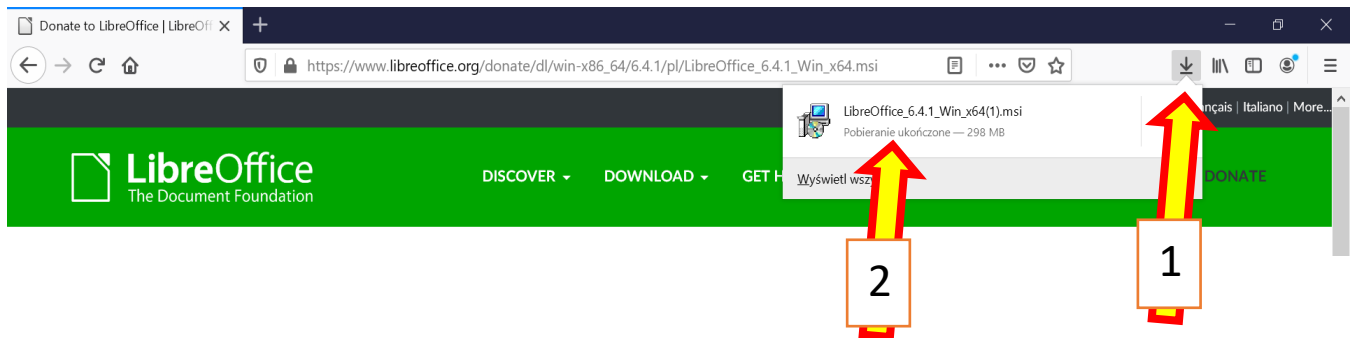 Donate to LibreOffice | LibreOff
https://www.libreoffice.org/donate/dl/win-x86_64/6.4.1/pl/LibreOffice_6.4.1_Win_x64.msi
LibreOffice_6.4.1_Win_x64(1).msi
Pobieranie ukończone — 298 MB
Wyświetl
nçais | Italiano | More...
LibreOffice
The Document Foundation
DISCOVER
DOWNLOAD
GET H
DONATE
1
2